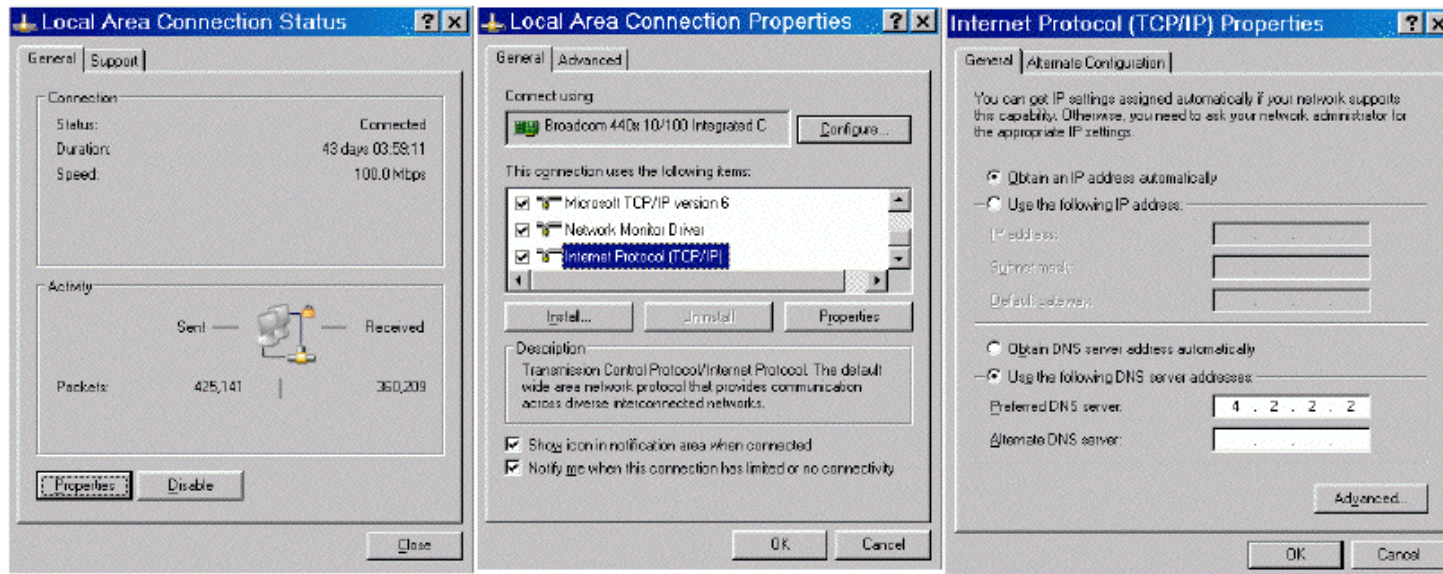 Local Area Connection Status
General Support
Connection
Status: Connected
Duration: 43 days 03:59:11
Speed: 100.0 Mbps
Activity
Sent Received
Packets: 425,141 360,209
Properties Disable
Close
Local Area Connection Properties
General Advanced
Connect using:
Broadcom 440x 10/100 Integrated C Configure...
This connection uses the following items:
Microsoft TCP/IP version 6
Network Monitor Driver
Internet Protocol (TCP/IP)
Install... Uninstall Properties
Description
Transmission Control Protocol/Internet Protocol. The default
wide area network protocol that provides communication
across diverse interconnected networks.
Show icon in notification area when connected
Notify me when this connection has limited or no connectivity
OK Cancel
Internet Protocol (TCP/IP) Properties
General Alternate Configuration
You can get IP settings assigned automatically if your network supports
this capability. Otherwise, you need to ask your network administrator for
the appropriate IP settings.
Obtain an IP address automatically
Use the following IP address:
IP address:
Subnet mask:
Default gateway:
Obtain DNS server address automatically
Use the following DNS server addresses:
Preferred DNS server: 4 . 2 . 2 . 2
Alternate DNS server:
Advanced...
OK Cancel